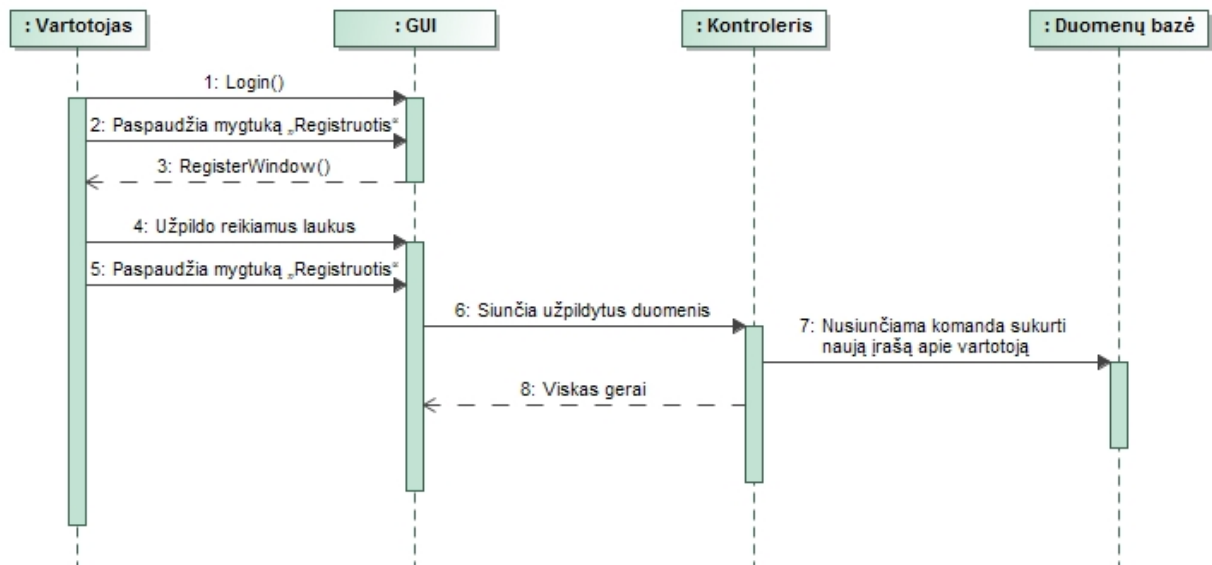 : Vartotojas
: GUI
: Kontroleris
: Duomenų bazė
1: Login()
2: Paspaudžia mygtuką „Registruotis“
3: RegisterWindow()
4: Užpildo reikiamus laukus
5: Paspaudžia mygtuką „Registruotis“
6: Siunčia užpildytus duomenis
7: Nusiunčiama komanda sukurti
naują įrašą apie vartotoją
8: Viskas gerai